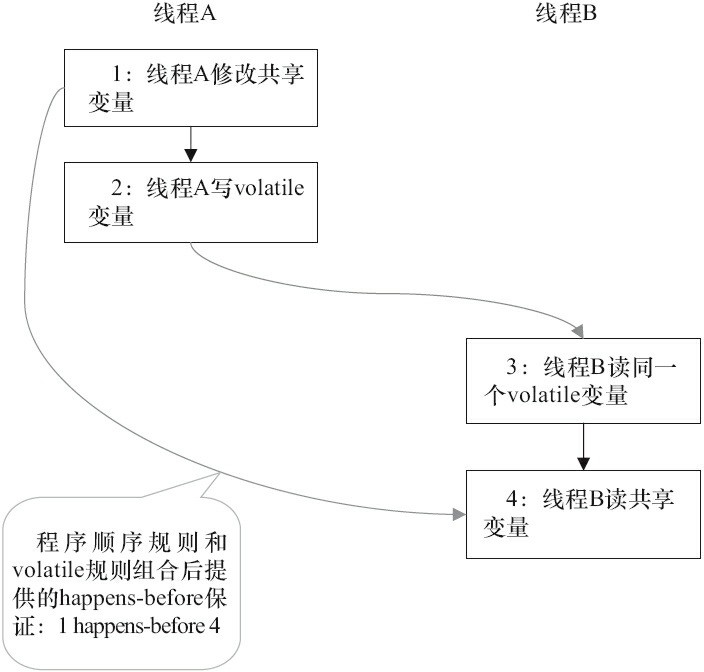 线程A
线程B
1：线程A修改共享
变量
2：线程A写volatile
变量
3：线程B读同一
个volatile变量
4：线程B读共享
变量
程序顺序规则和
volatile规则组合后提
供的happens-before保
证：1 happens-before 4